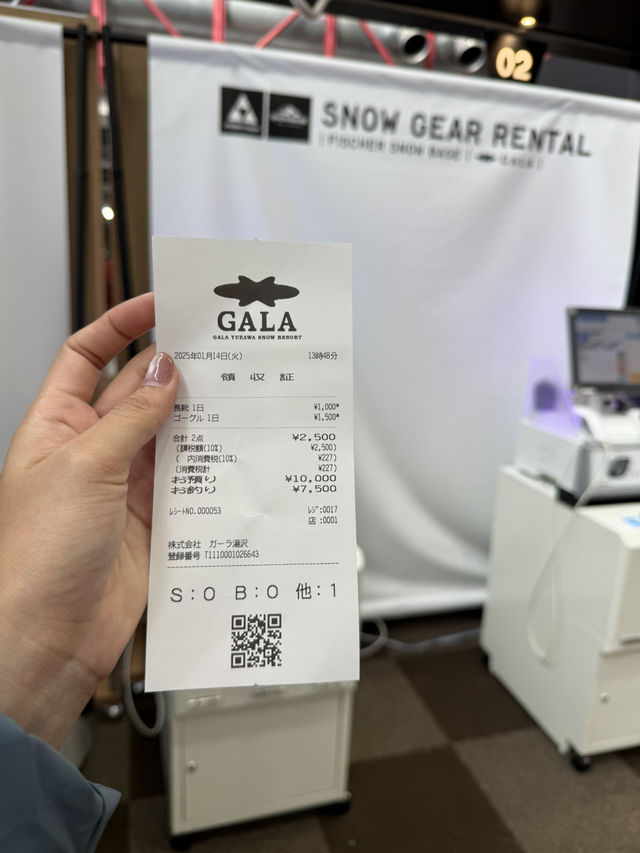 02
SNOW GEAR RENTAL
| FISCHER SNOW BASE | GALA |
GALA
GALA YUZAWA SNOW RESORT
2025年01月14日(火) 13時48分
領 収 証
長靴 1日 ¥1,000*
ゴーグル 1日 ¥1,500*
合計 2点 ¥2,500
(課税額(10%) ¥2,500)
( 内消費税(10%) ¥227)
(消費税計 ¥227)
お預り ¥10,000
お釣り ¥7,500
レシートNO.000053 レジ:0017
店:0001
株式会社 ガーラ湯沢
登録番号 T1110001026643
S:0 B:0 他:1